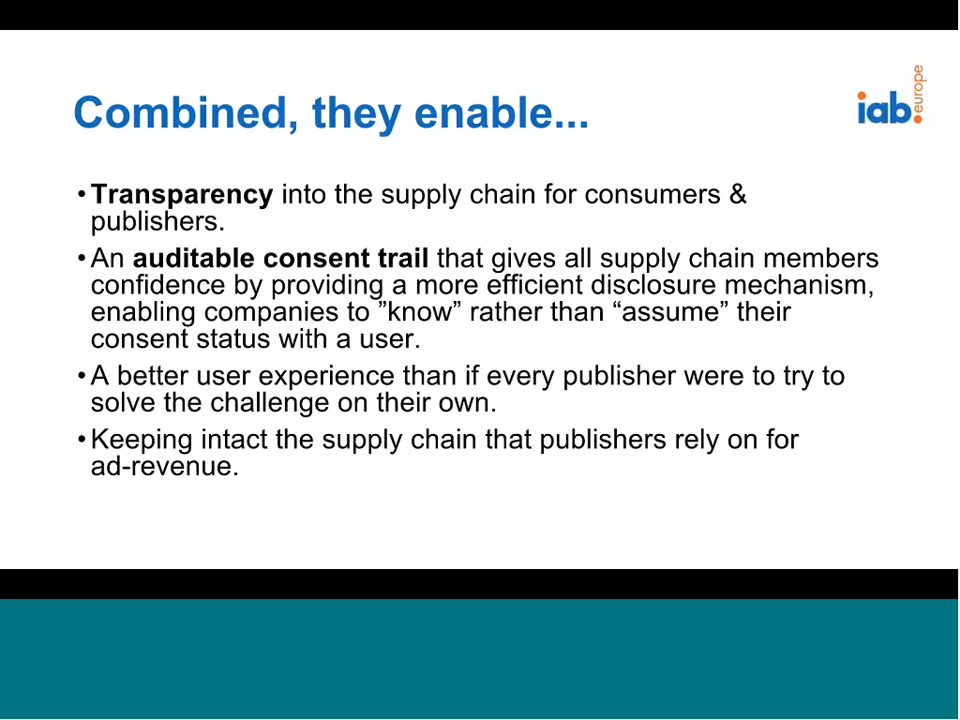 Combined, they enable...
iab.
europe
•Transparency into the supply chain for consumers &
publishers.
•An auditable consent trail that gives all supply chain members
confidence by providing a more efficient disclosure mechanism,
enabling companies to ”know” rather than “assume” their
consent status with a user.
•A better user experience than if every publisher were to try to
solve the challenge on their own.
•Keeping intact the supply chain that publishers rely on for
ad-revenue.